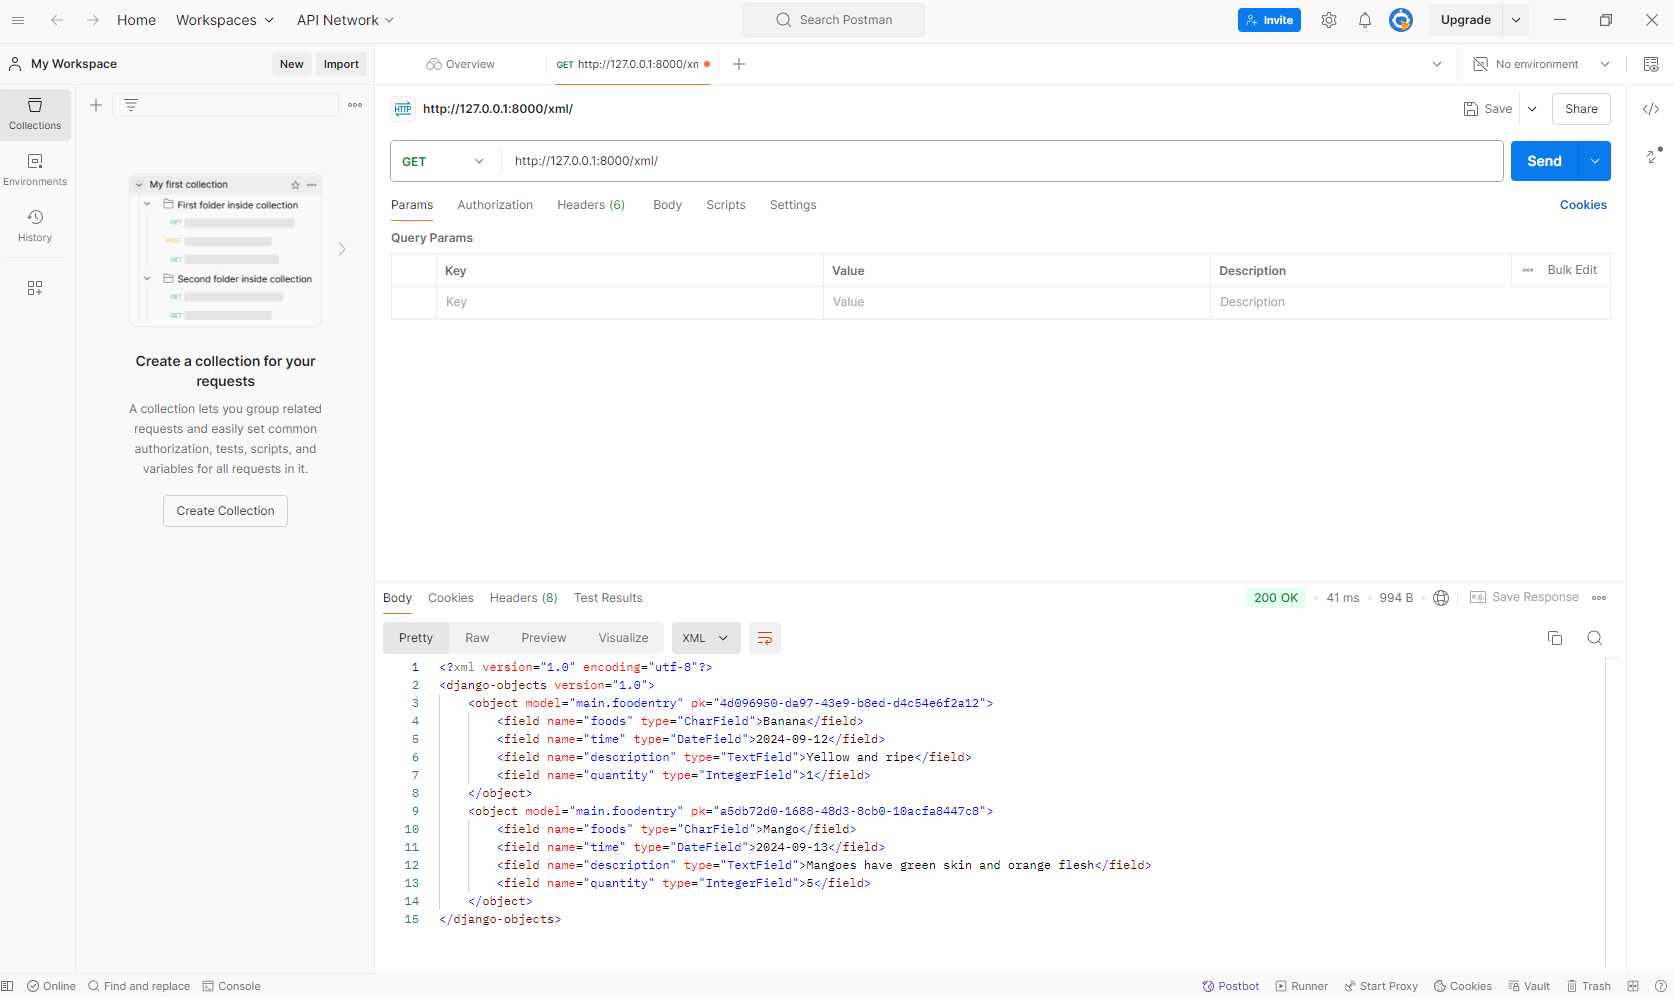 Home Workspaces API Network Search Postman Invite Upgrade
My Workspace New Import Overview GET http://127.0.0.1:8000/xn No environment
Collections
Environments
History
My first collection
First folder inside collection
GET
POST
GET
Second folder inside collection
GET
GET
Create a collection for your
requests
A collection lets you group related
requests and easily set common
authorization, tests, scripts, and
variables for all requests in it.
Create Collection
HTTP http://127.0.0.1:8000/xml/ Save Share
GET http://127.0.0.1:8000/xml/ Send
Params Authorization Headers (6) Body Scripts Settings Cookies
Query Params
Key Value Description Bulk Edit
Key Value Description
Body Cookies Headers (8) Test Results 200 OK 41 ms 994 B e.g. Save Response
Pretty Raw Preview Visualize XML
1 <?xml version="1.0" encoding="utf-8"?>
2 <django-objects version="1.0">
3 <object model="main.foodentry" pk="4d096950-da97-43e9-b8ed-d4c54e6f2a12">
4 <field name="foods" type="CharField">Banana</field>
5 <field name="time" type="DateField">2024-09-12</field>
6 <field name="description" type="TextField">Yellow and ripe</field>
7 <field name="quantity" type="IntegerField">1</field>
8 </object>
9 <object model="main.foodentry" pk="a5db72d0-1688-48d3-8cb0-10acfa8447c8">
10 <field name="foods" type="CharField">Mango</field>
11 <field name="time" type="DateField">2024-09-13</field>
12 <field name="description" type="TextField">Mangoes have green skin and orange flesh</field>
13 <field name="quantity" type="IntegerField">5</field>
14 </object>
15 </django-objects>
Online Find and replace Console Postbot Runner Start Proxy Cookies Vault Trash